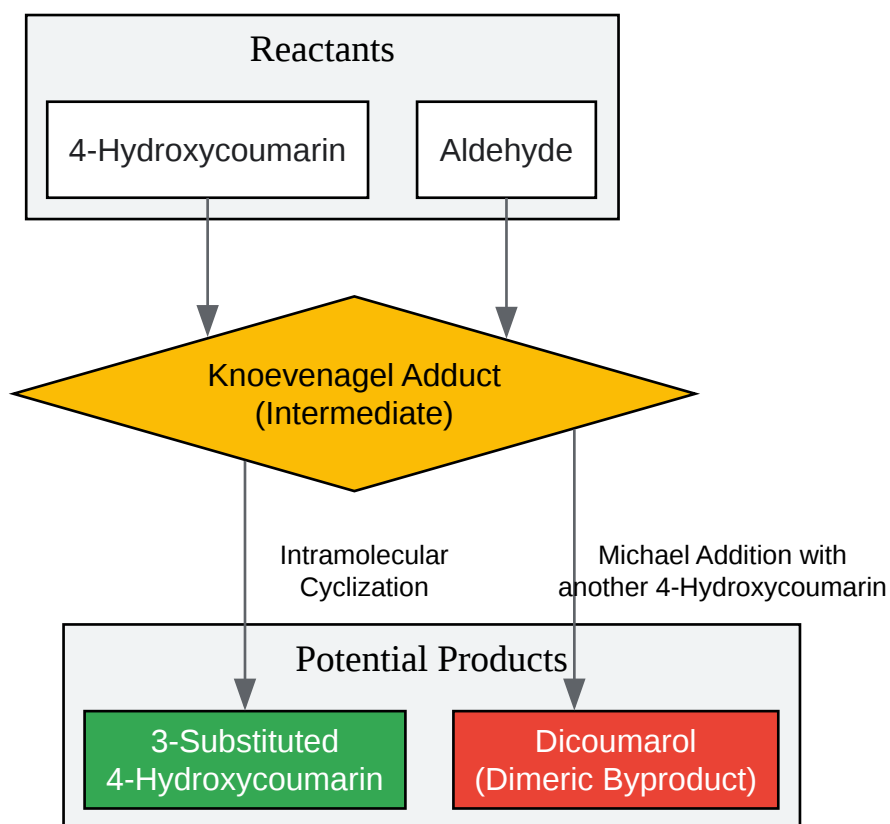 Reactants
4-Hydroxycoumarin
Aldehyde
Knoevenagel Adduct
(Intermediate)
Intramolecular
Cyclization
Michael Addition with
another 4-Hydroxycoumarin
Potential Products
3-Substituted
4-Hydroxycoumarin
Dicoumarol
(Dimeric Byproduct)